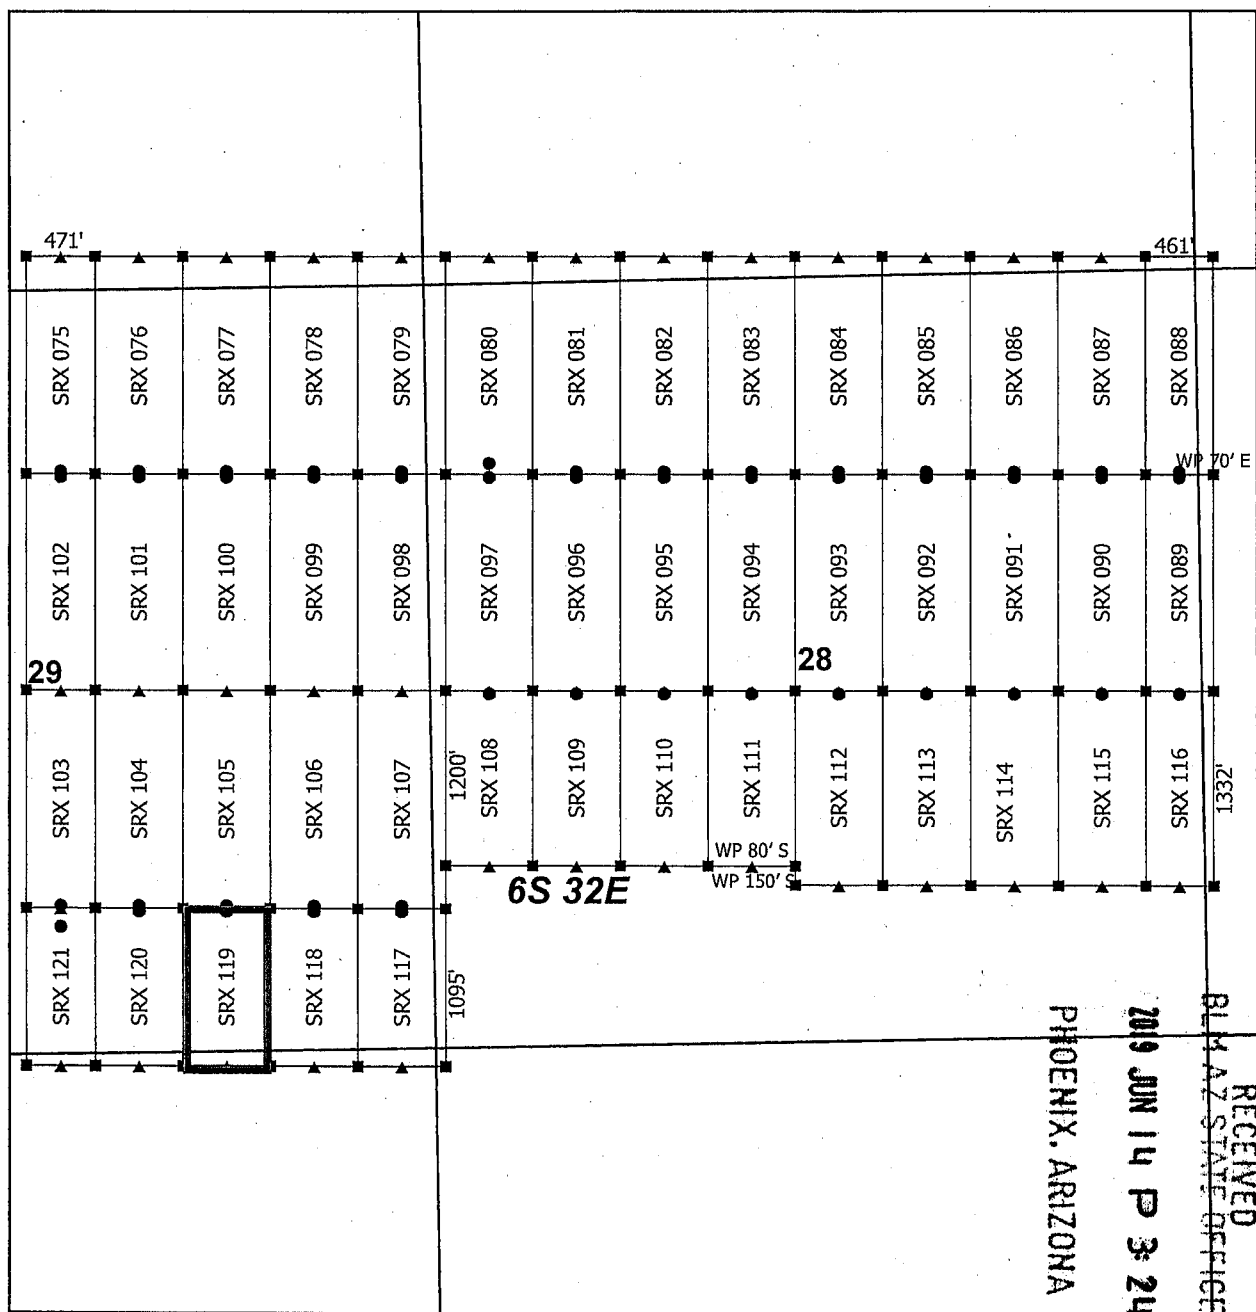 471'
461'
SRX 075
SRX 076
SRX 077
SRX 078
SRX 079
SRX 080
SRX 081
SRX 082
SRX 083
SRX 084
SRX 085
SRX 086
SRX 087
SRX 088
WP 70' E
SRX 102
SRX 101
SRX 100
SRX 099
SRX 098
SRX 097
SRX 096
SRX 095
SRX 094
SRX 093
SRX 092
SRX 091
SRX 090
SRX 089
29
28
SRX 103
SRX 104
SRX 105
SRX 106
SRX 107
1200'
SRX 108
SRX 109
SRX 110
SRX 111
SRX 112
SRX 113
SRX 114
SRX 115
SRX 116
1332'
WP 80' S
WP 150' S
6S 32E
SRX 121
SRX 120
SRX 119
SRX 118
SRX 117
1095'
RECEIVED
BLM AZ STATE OFFICE
JUN 14 P 3:24
PHOENIX, ARIZONA